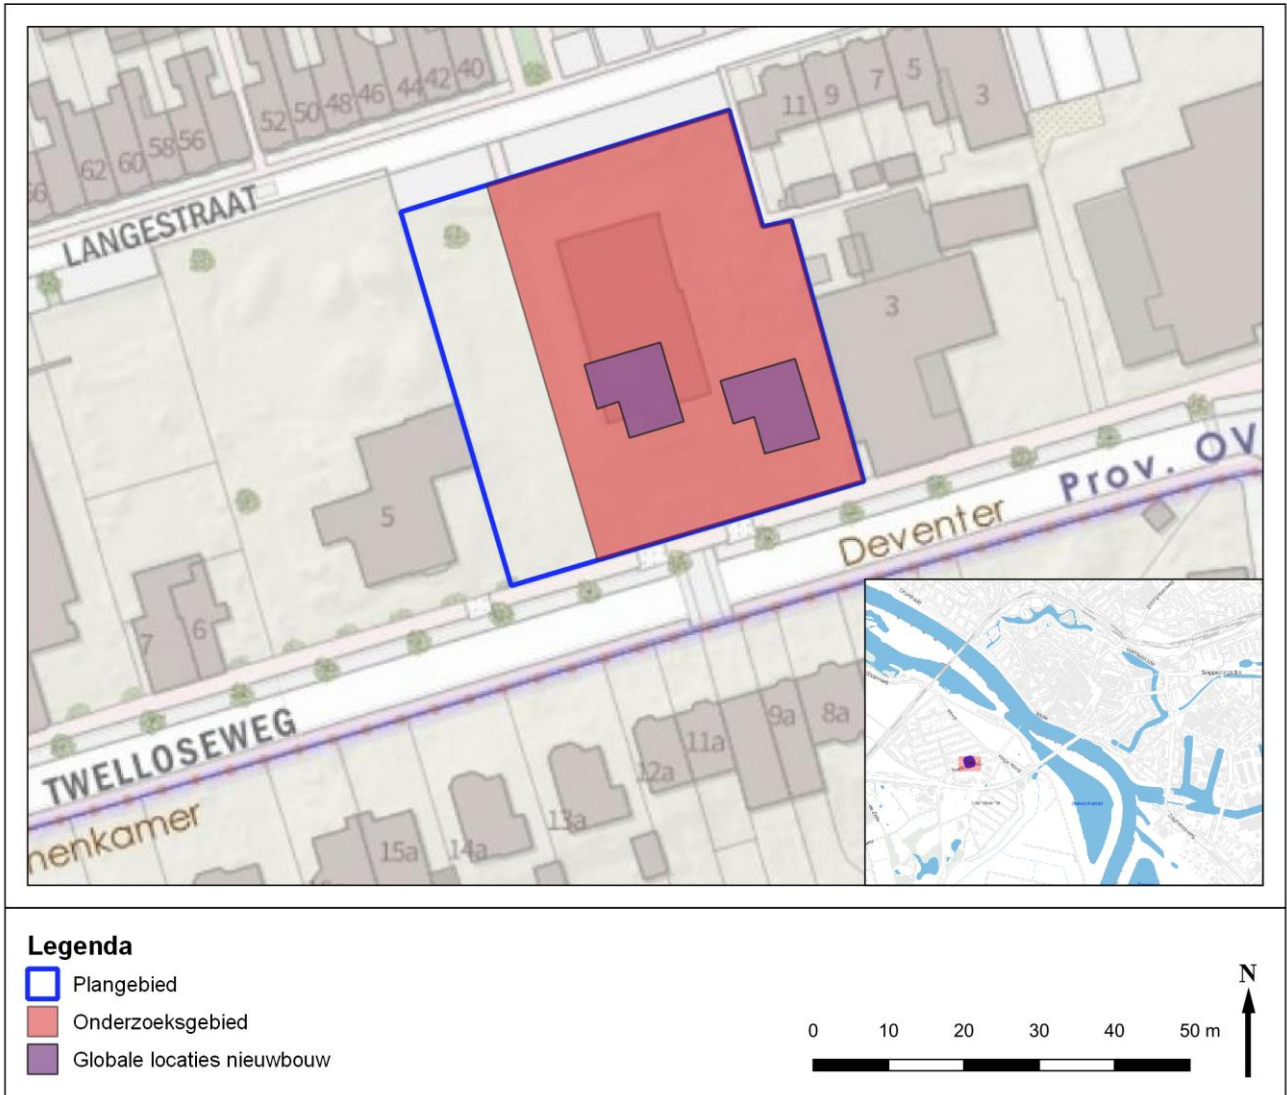 52 50 48 46 44 42 40
62 60 58 56
66
11 9 7 5 3
LANGESTRAAT
3
5
7 6
Prov. OV
Deventer
TWELLOSEWEG
nenkamer
15a 14a 13a 12a 11a 9a 8a
Legenda
Plangebied
Onderzoeksgebied
Globale locaties nieuwbouw
0 10 20 30 40 50 m
N